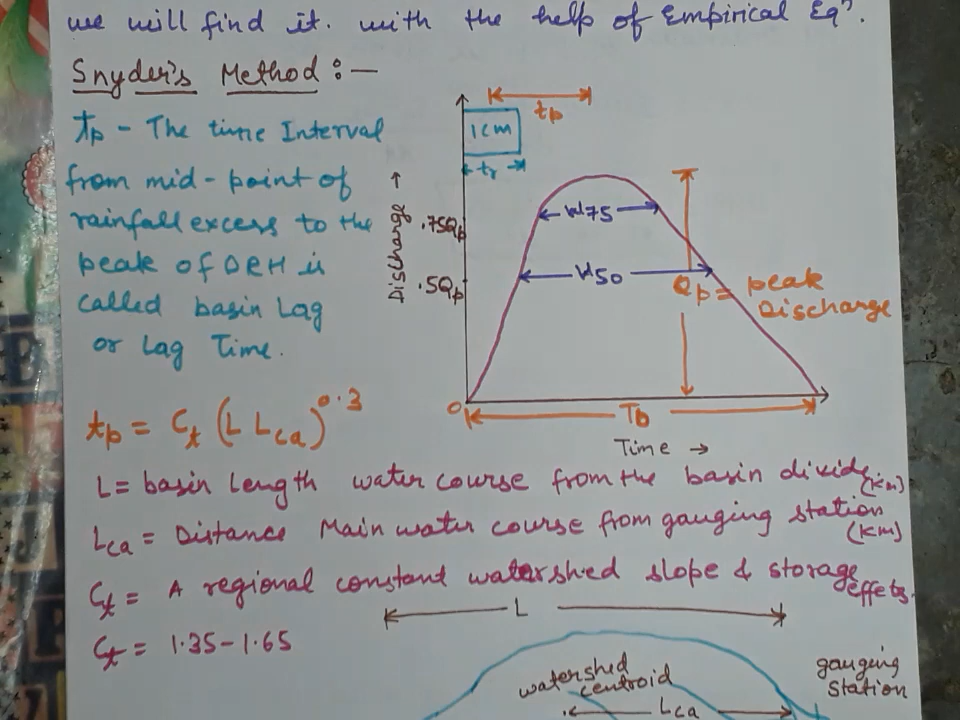 we will find it. with the help of Empirical Eqⁿ.
Snyder's Method :-
tp - The time Interval
from mid-point of
rainfall excess to the
peak of DRH is
called basin Lag
or Lag Time.
tp
1cm
tr
Discharge →
.75Qp
.5Qp
W75
W50
Qp = peak
Discharge
0
Tb
Time →
tp = Ct (L Lca)^0.3
L = basin length water course from the basin divide (km)
Lca = Distance Main water course from gauging station (km)
Ct = A regional constant watershed slope & storage effets.
Ct = 1.35-1.65
L
watershed
centroid
gauging
station
Lca